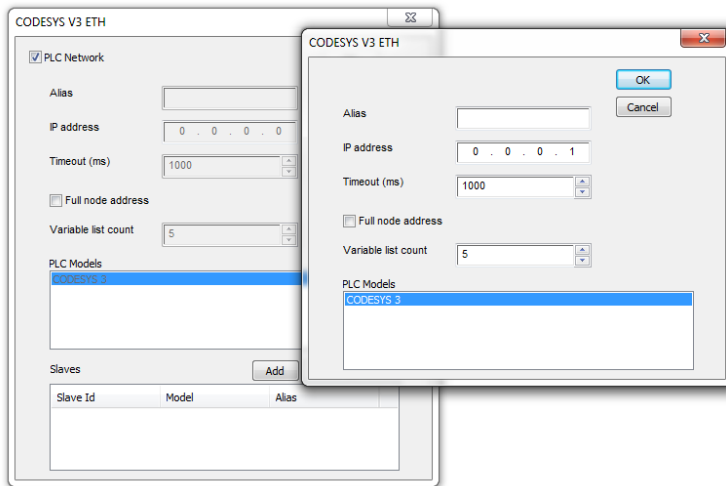 CODESYS V3 ETH
PLC Network
Alias
IP address
0 . 0 . 0 . 0
Timeout (ms)
1000
Full node address
Variable list count
5
PLC Models
CODESYS 3
Slaves
Add
Slave Id Model Alias
CODESYS V3 ETH
OK
Cancel
Alias
IP address
0 . 0 . 0 . 1
Timeout (ms)
1000
Full node address
Variable list count
5
PLC Models
CODESYS 3